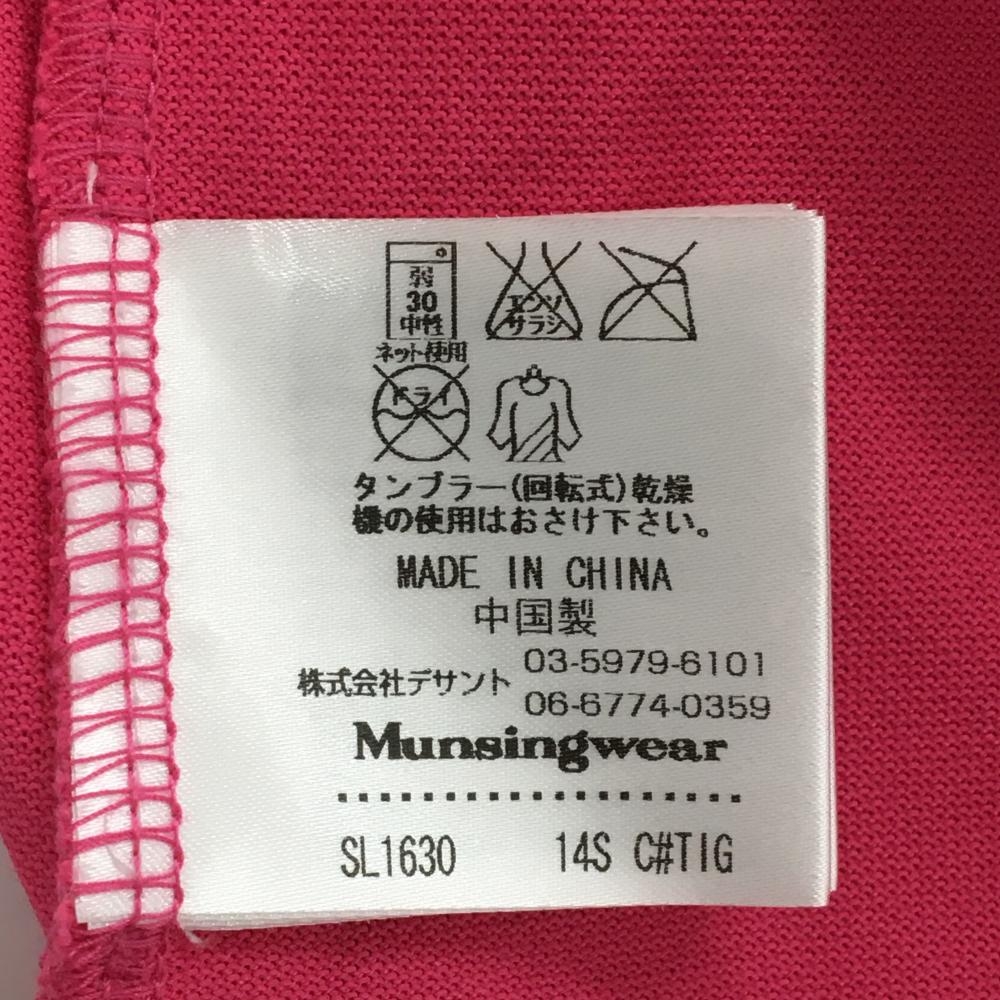 弱
30
中性
ネット使用
エンソ
サラシ
ドライ
タンブラー(回転式)乾燥
機の使用はおさけ下さい。
MADE IN CHINA
中国製
株式会社デサント
03-5979-6101
06-6774-0359
Munsingwear
SL1630 14S C#TIG